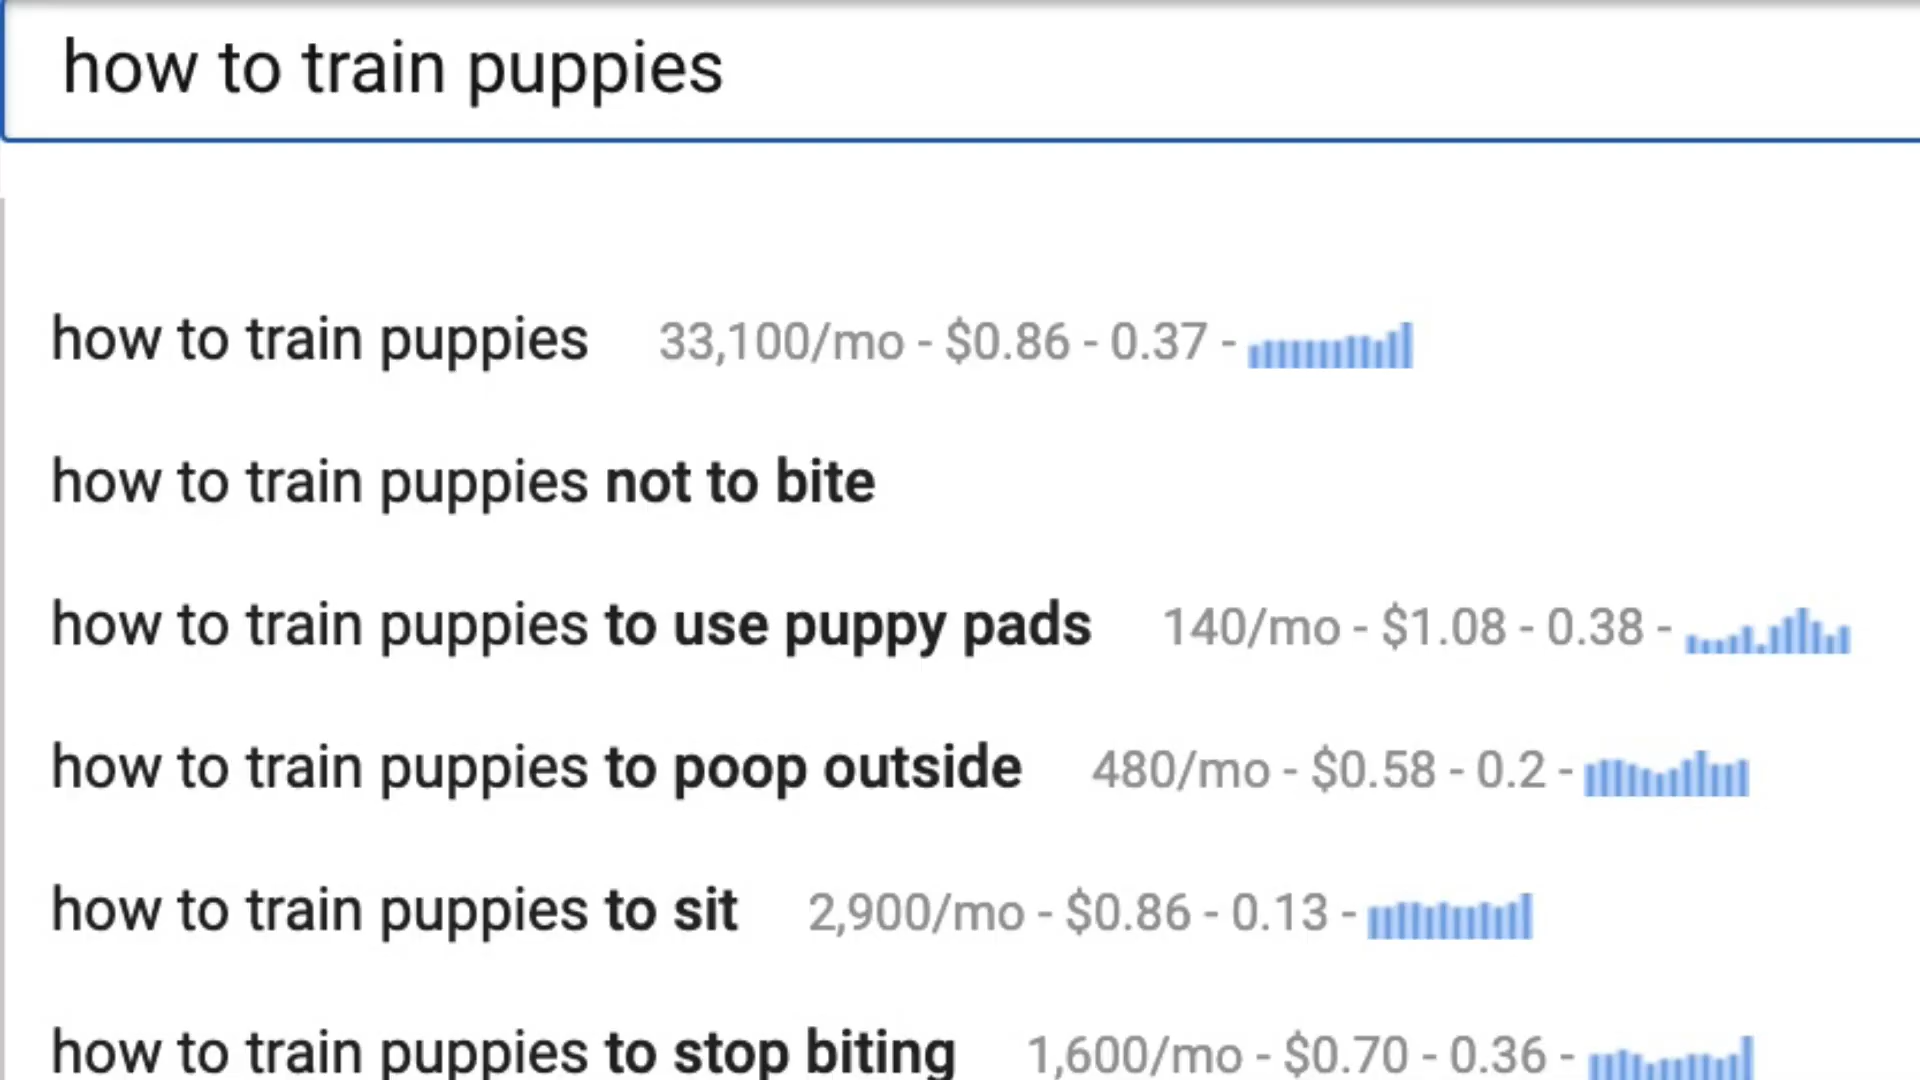 how to train puppies
how to train puppies 33,100/mo - $0.86 - 0.37 -
how to train puppies not to bite
how to train puppies to use puppy pads 140/mo - $1.08 - 0.38 -
how to train puppies to poop outside 480/mo - $0.58 - 0.2 -
how to train puppies to sit 2,900/mo - $0.86 - 0.13 -
how to train puppies to stop biting 1,600/mo - $0.70 - 0.36 -